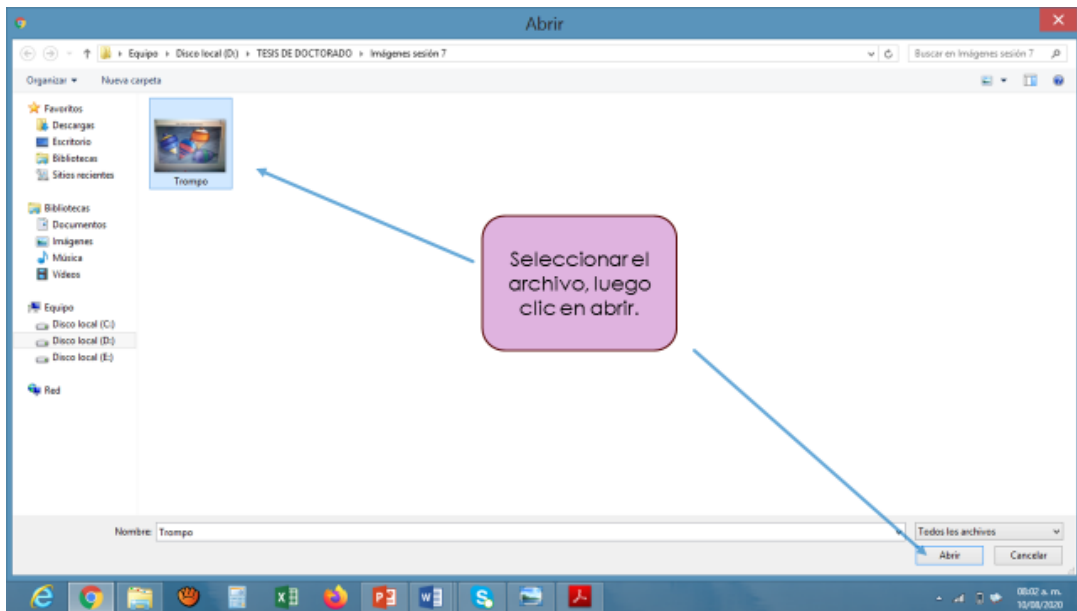 Abrir
Equipo Disco local (D:) TESIS DE DOCTORADO Imágenes sesión 7
Buscar en Imágenes sesión 7
Organizar Nueva carpeta
Favoritos
Descargas
Escritorio
Bibliotecas
Sitios recientes
Trompo
Bibliotecas
Documentos
Imágenes
Música
Vídeos
Equipo
Disco local (C:)
Disco local (D:)
Disco local (E:)
Red
Seleccionar el
archivo, luego
clic en abrir.
Nombre: Trompo
Todos los archivos
Abrir Cancelar
08:02 a. m.
10/08/2020